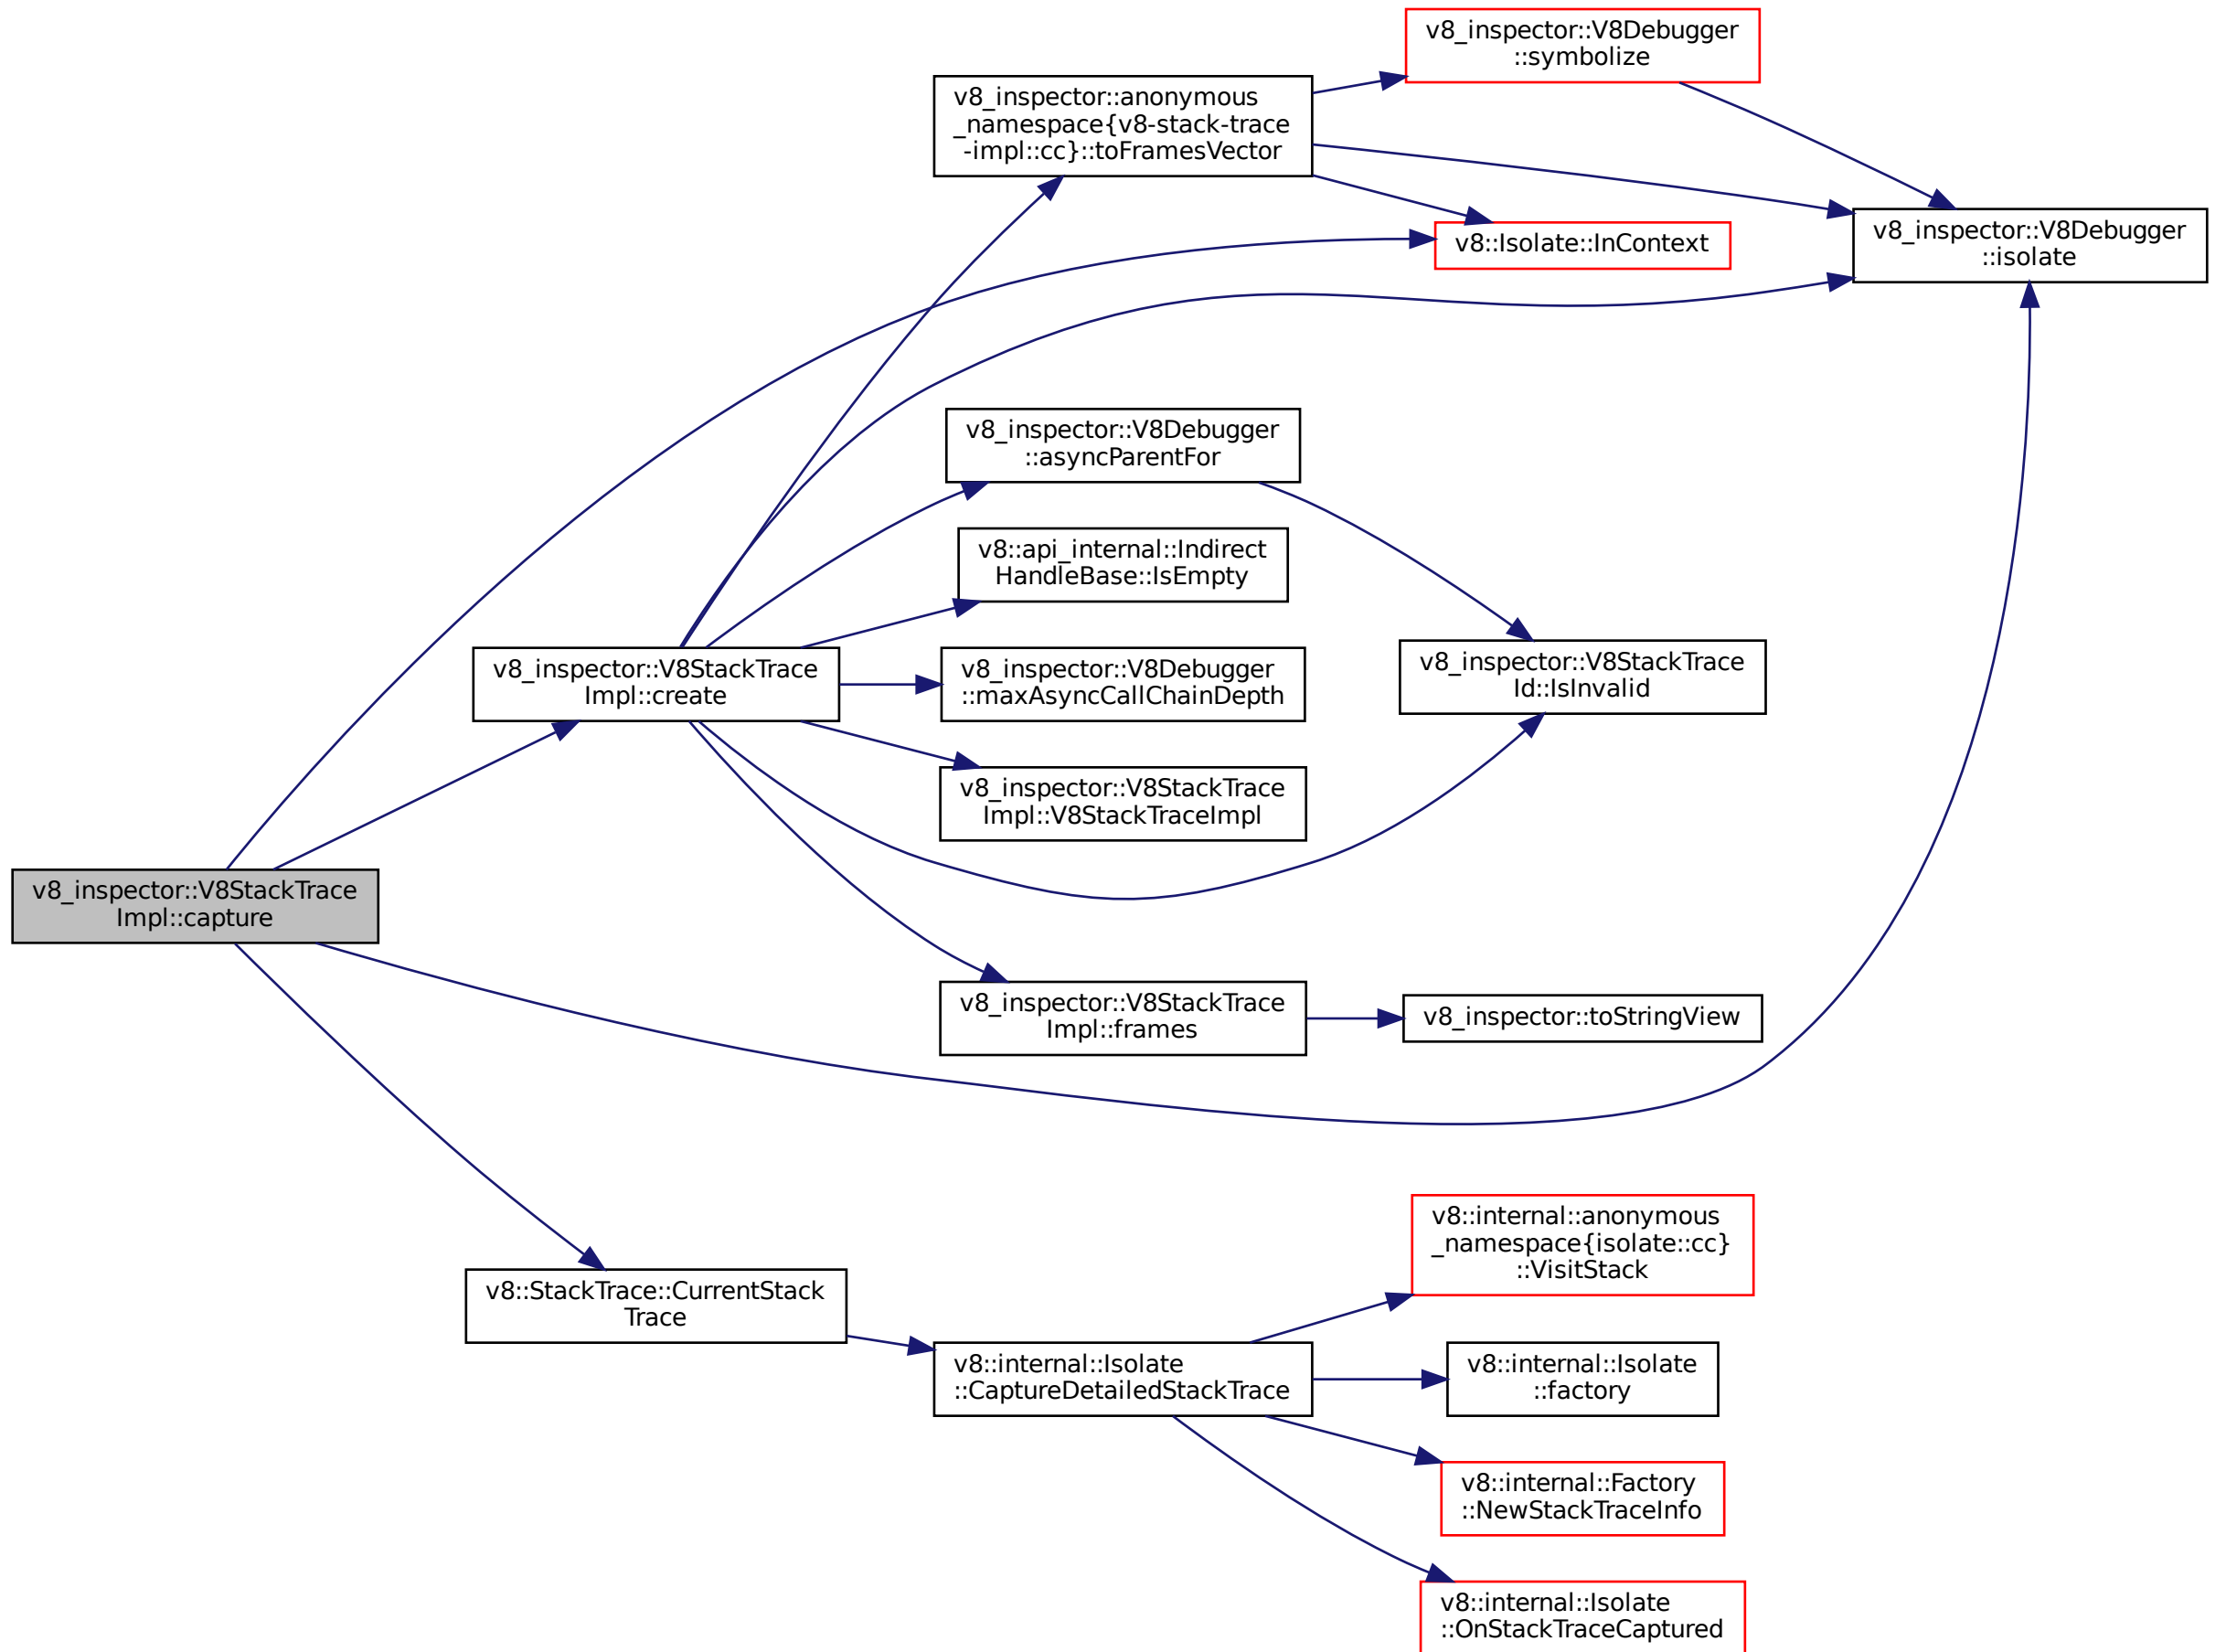 v8_inspector::V8Debugger
::symbolize
v8_inspector::anonymous
_namespace{v8-stack-trace
-impl::cc}::toFramesVector
v8::Isolate::InContext
v8_inspector::V8Debugger
::isolate
v8_inspector::V8Debugger
::asyncParentFor
v8::api_internal::Indirect
HandleBase::IsEmpty
v8_inspector::V8StackTrace
Impl::create
v8_inspector::V8Debugger
::maxAsyncCallChainDepth
v8_inspector::V8StackTrace
Id::IsInvalid
v8_inspector::V8StackTrace
Impl::V8StackTraceImpl
v8_inspector::V8StackTrace
Impl::capture
v8_inspector::V8StackTrace
Impl::frames
v8_inspector::toStringView
v8::internal::anonymous
_namespace{isolate::cc}
::VisitStack
v8::StackTrace::CurrentStack
Trace
v8::internal::Isolate
::CaptureDetailedStackTrace
v8::internal::Isolate
::factory
v8::internal::Factory
::NewStackTraceInfo
v8::internal::Isolate
::OnStackTraceCaptured